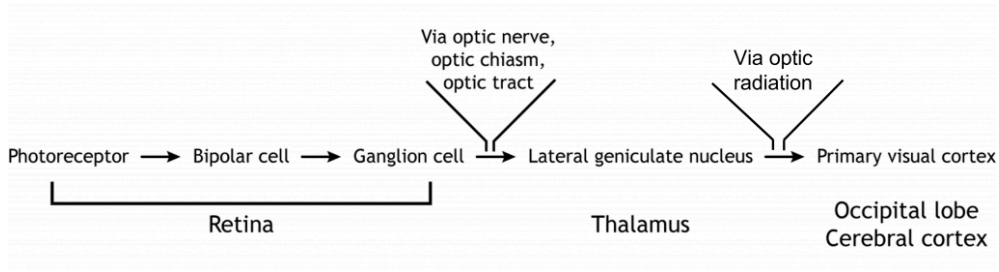 Via optic nerve,
optic chiasm,
optic tract
Via optic
radiation
Photoreceptor
Bipolar cell
Ganglion cell
Lateral geniculate nucleus
Primary visual cortex
Retina
Thalamus
Occipital lobe
Cerebral cortex